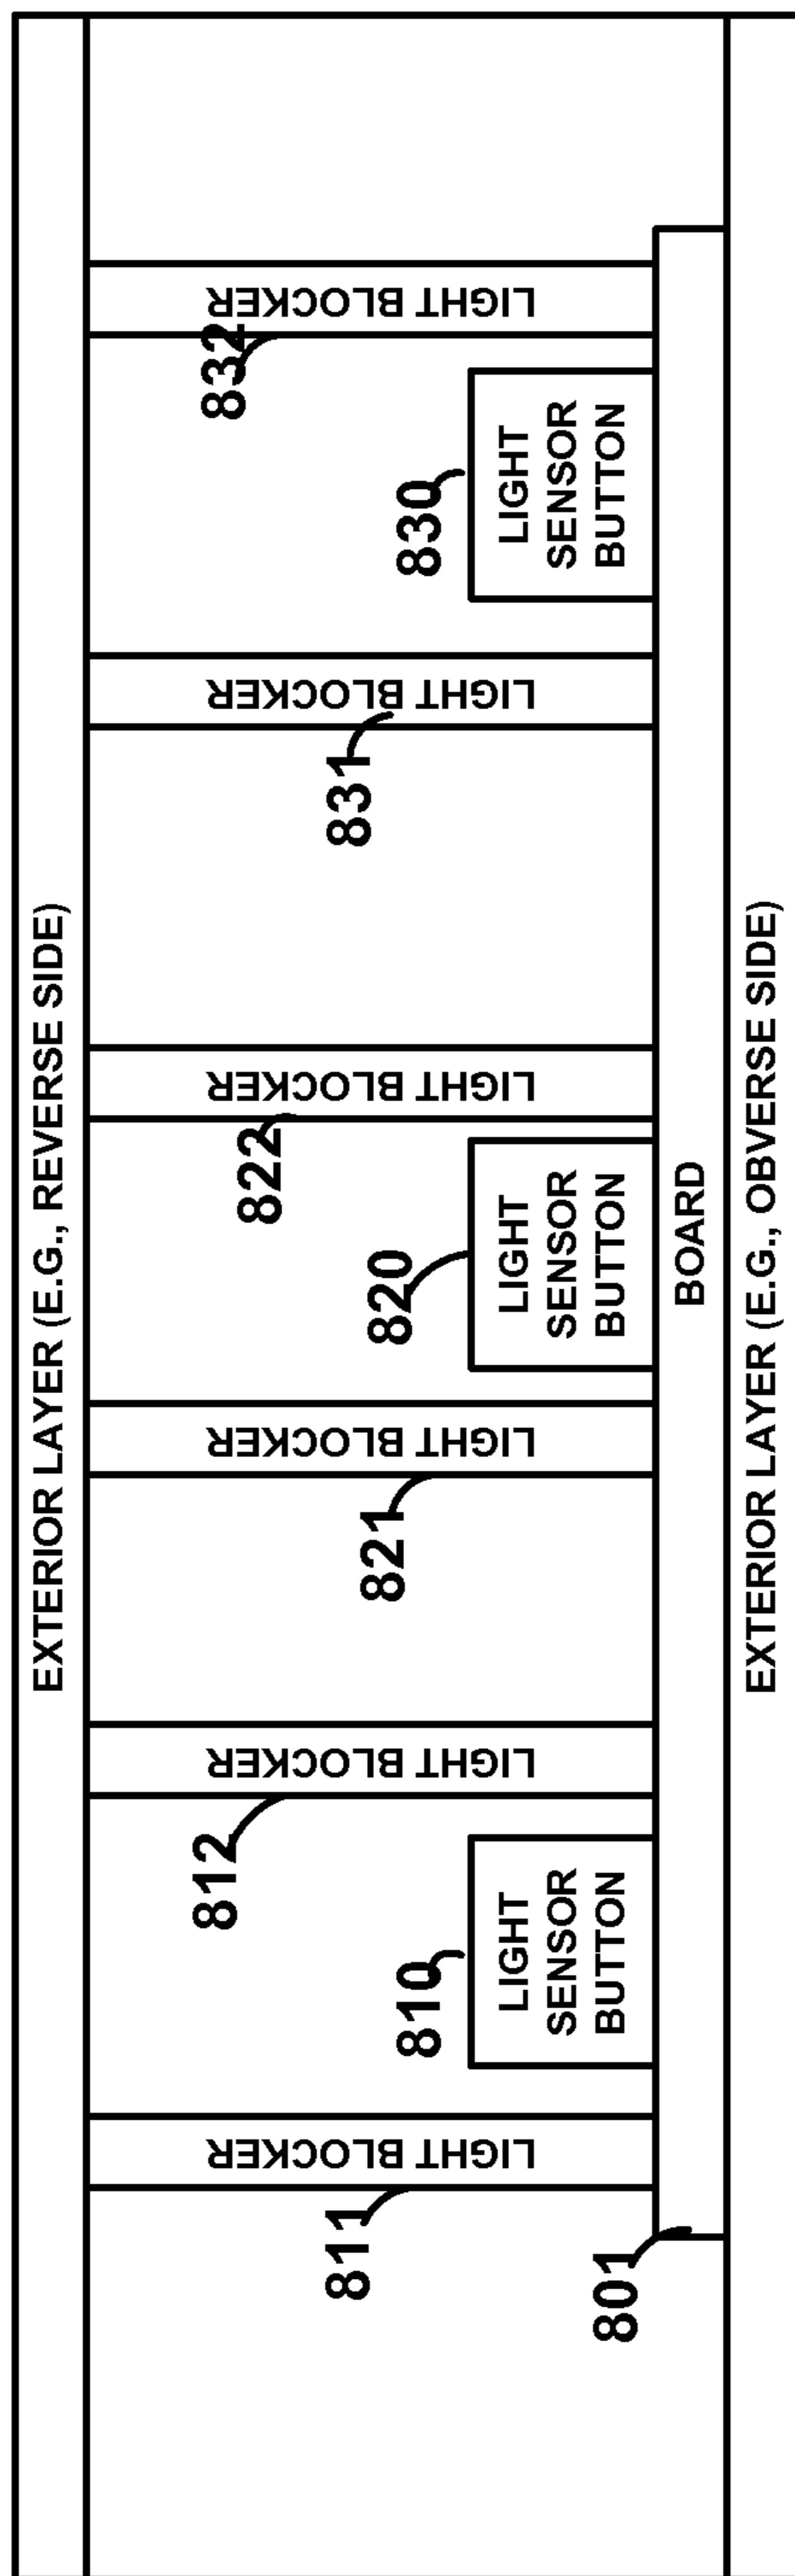 EXTERIOR LAYER (E.G., REVERSE SIDE)
LIGHT BLOCKER
811
LIGHT
SENSOR
BUTTON
810
LIGHT BLOCKER
812
LIGHT BLOCKER
821
LIGHT
SENSOR
BUTTON
820
LIGHT BLOCKER
822
LIGHT BLOCKER
831
LIGHT
SENSOR
BUTTON
830
LIGHT BLOCKER
832
BOARD
801
EXTERIOR LAYER (E.G., OBVERSE SIDE)